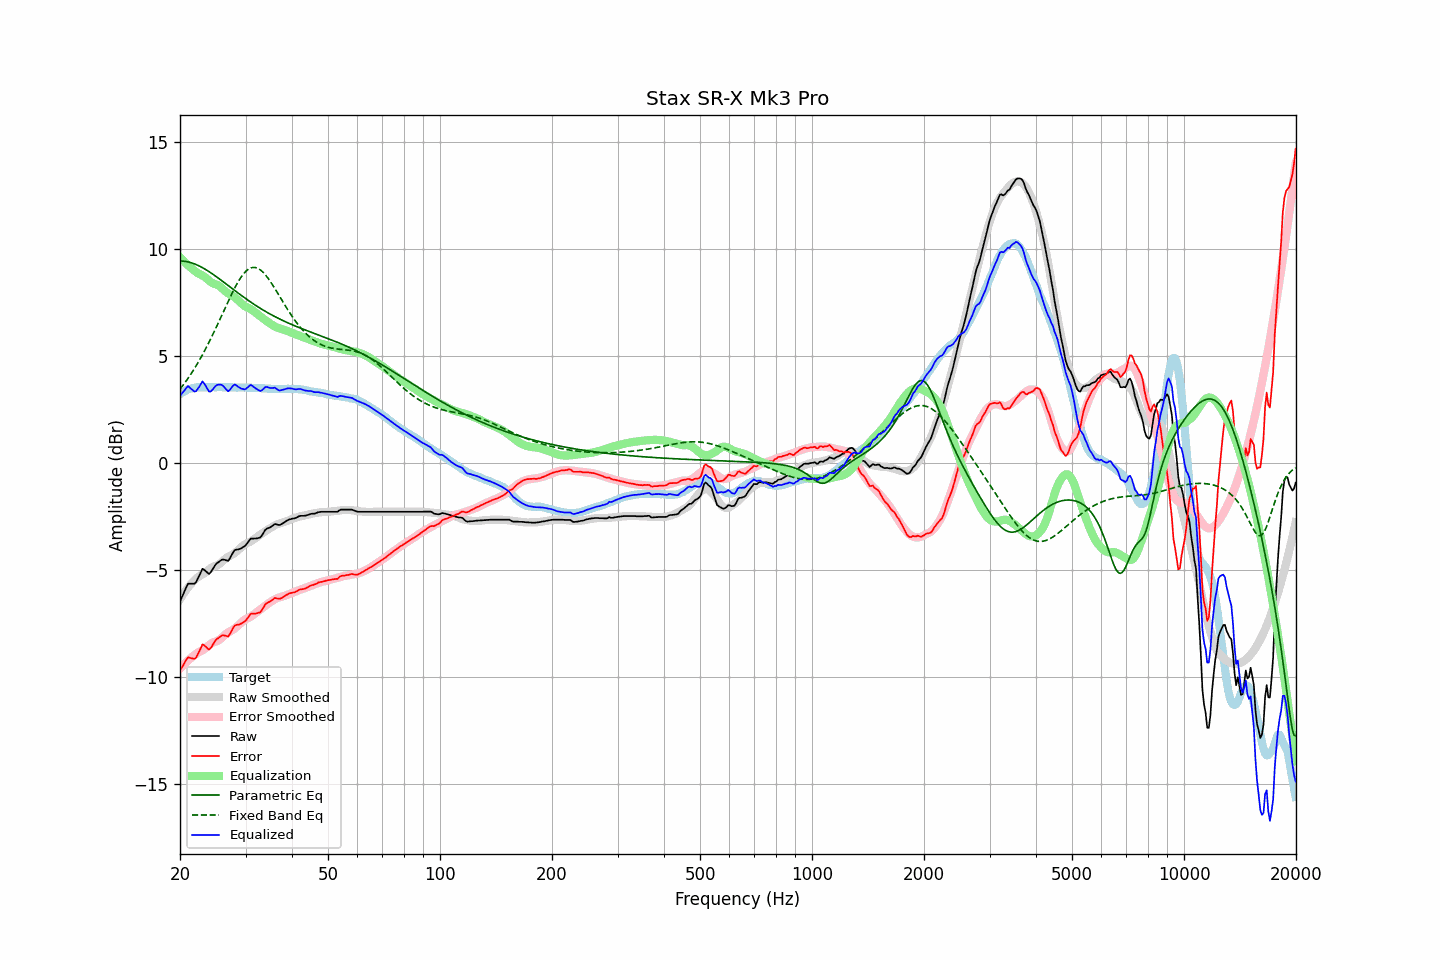 Stax SR-X Mk3 Pro
Amplitude (dBr)
15
10
5
0
−5
−10
−15
Target
Raw Smoothed
Error Smoothed
Raw
Error
Equalization
Parametric Eq
Fixed Band Eq
Equalized
20 50 100 200 500 1000 2000 5000 10000 20000
Frequency (Hz)